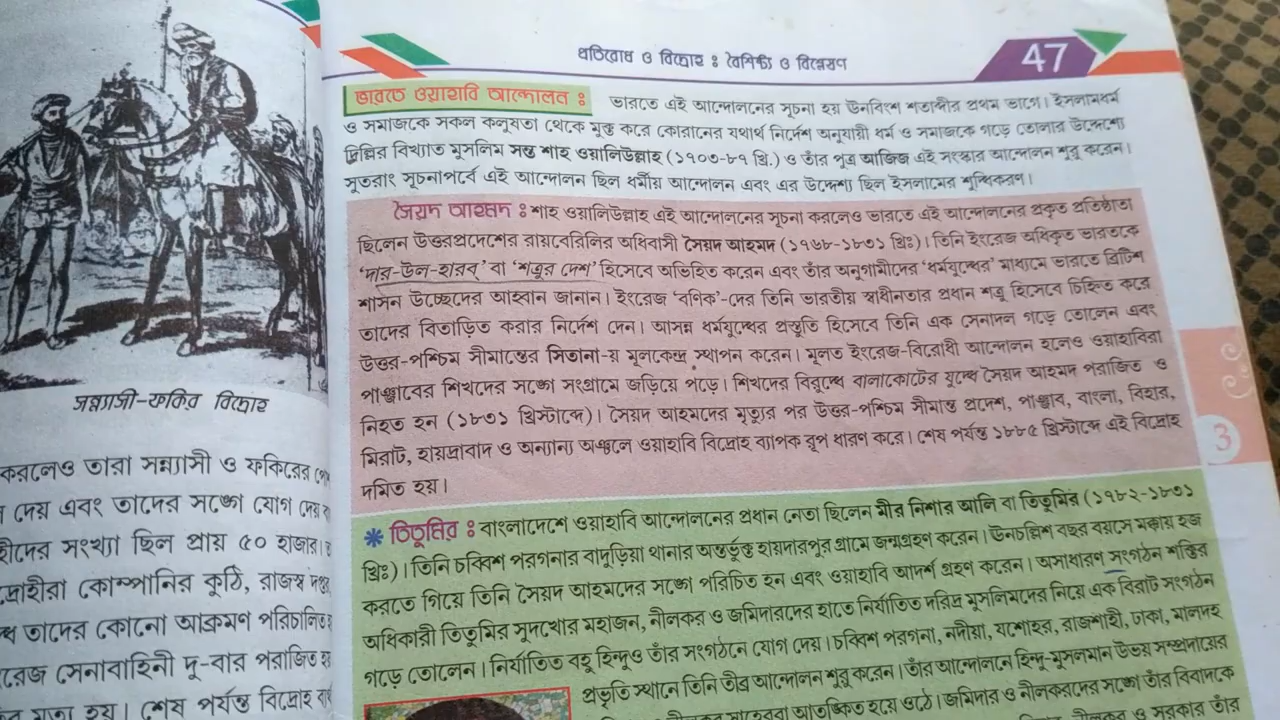 সন্ন্যাসী-ফকির বিদ্রোহ
করলেও তারা সন্ন্যাসী ও ফকিরের
দেয় এবং তাদের সঙ্গে যোগ দেয়
সংখ্যা ছিল প্রায় ৫০ হাজার।
কোম্পানির কুঠি, রাজস্ব
তাদের কোনো আক্রমণ পরিচালিত
সেনাবাহিনী দু-বার পরাজিত
হয়। শেষ পর্যন্ত বিদ্রোহ
প্রতিরোধ ও বিদ্রোহ : বৈশিষ্ট্য ও বিশ্লেষণ
47
ভারতে ওয়াহাবি আন্দোলন : ভারতে এই আন্দোলনের সূচনা হয় ঊনবিংশ শতাব্দীর প্রথম ভাগে। ইসলামধর্ম
ও সমাজকে সকল কলুষতা থেকে মুক্ত করে কোরানের যথার্থ নির্দেশ অনুযায়ী ধর্ম ও সমাজকে গড়ে তোলার উদ্দেশ্যে
দিল্লির বিখ্যাত মুসলিম সন্ত শাহ ওয়ালিউল্লাহ (১৭০৩-৮৭ খ্রি.) ও তাঁর পুত্র আজিজ এই সংস্কার আন্দোলন শুরু করেন।
সুতরাং সূচনাপর্বে এই আন্দোলন ছিল ধর্মীয় আন্দোলন এবং এর উদ্দেশ্য ছিল ইসলামের শুদ্ধিকরণ।
সৈয়দ আহমদ : শাহ ওয়ালিউল্লাহ এই আন্দোলনের সূচনা করলেও ভারতে এই আন্দোলনের প্রকৃত প্রতিষ্ঠাতা
ছিলেন উত্তরপ্রদেশের রায়বেরিলির অধিবাসী সৈয়দ আহমদ (১৭৬৮-১৮৩১ খ্রিঃ)। তিনি ইংরেজ অধিকৃত ভারতকে
'দার-উল-হারব' বা 'শত্রুর দেশ' হিসেবে অভিহিত করেন এবং তাঁর অনুগামীদের 'ধর্মযুদ্ধের' মাধ্যমে ভারতে ব্রিটিশ
শাসন উচ্ছেদের আহ্বান জানান। ইংরেজ 'বণিক'-দের তিনি ভারতীয় স্বাধীনতার প্রধান শত্রু হিসেবে চিহ্নিত করে
তাদের বিতাড়িত করার নির্দেশ দেন। আসন্ন ধর্মযুদ্ধের প্রস্তুতি হিসেবে তিনি এক সেনাদল গড়ে তোলেন এবং
উত্তর-পশ্চিম সীমান্তের সিতানা-য় মূলকেন্দ্র স্থাপন করেন। মূলত ইংরেজ-বিরোধী আন্দোলন হলেও ওয়াহাবিরা
পাঞ্জাবের শিখদের সঙ্গে সংগ্রামে জড়িয়ে পড়ে। শিখদের বিরুদ্ধে বালাকোটের যুদ্ধে সৈয়দ আহমদ পরাজিত ও
নিহত হন (১৮৩১ খ্রিস্টাব্দে)। সৈয়দ আহমদের মৃত্যুর পর উত্তর-পশ্চিম সীমান্ত প্রদেশ, পাঞ্জাব, বাংলা, বিহার,
মিরাট, হায়দ্রাবাদ ও অন্যান্য অঞ্চলে ওয়াহাবি বিদ্রোহ ব্যাপক রূপ ধারণ করে। শেষ পর্যন্ত ১৮৮৫ খ্রিস্টাব্দে এই বিদ্রোহ
দমিত হয়।
* তিতুমির : বাংলাদেশে ওয়াহাবি আন্দোলনের প্রধান নেতা ছিলেন মীর নিশার আলি বা তিতুমির (১৭৮২-১৮৩১
খ্রিঃ)। তিনি চব্বিশ পরগনার বাদুড়িয়া থানার অন্তর্ভুক্ত হায়দারপুর গ্রামে জন্মগ্রহণ করেন। ঊনচল্লিশ বছর বয়সে মক্কায় হজ
করতে গিয়ে তিনি সৈয়দ আহমদের সঙ্গে পরিচিত হন এবং ওয়াহাবি আদর্শ গ্রহণ করেন। অসাধারণ সংগঠন শক্তির
অধিকারী তিতুমির সুদখোর মহাজন, নীলকর ও জমিদারদের হাতে নির্যাতিত দরিদ্র মুসলিমদের নিয়ে এক বিরাট সংগঠন
গড়ে তোলেন। নির্যাতিত বহু হিন্দুও তাঁর সংগঠনে যোগ দেয়। চব্বিশ পরগনা, নদীয়া, যশোহর, রাজশাহী, ঢাকা, মালদহ
প্রভৃতি স্থানে তিনি তীব্র আন্দোলন শুরু করেন। তাঁর আন্দোলনে হিন্দু-মুসলমান উভয় সম্প্রদায়ের
আতঙ্কিত হয়ে ওঠে। জমিদার ও নীলকরদের সঙ্গে তাঁর বিবাদকে
3